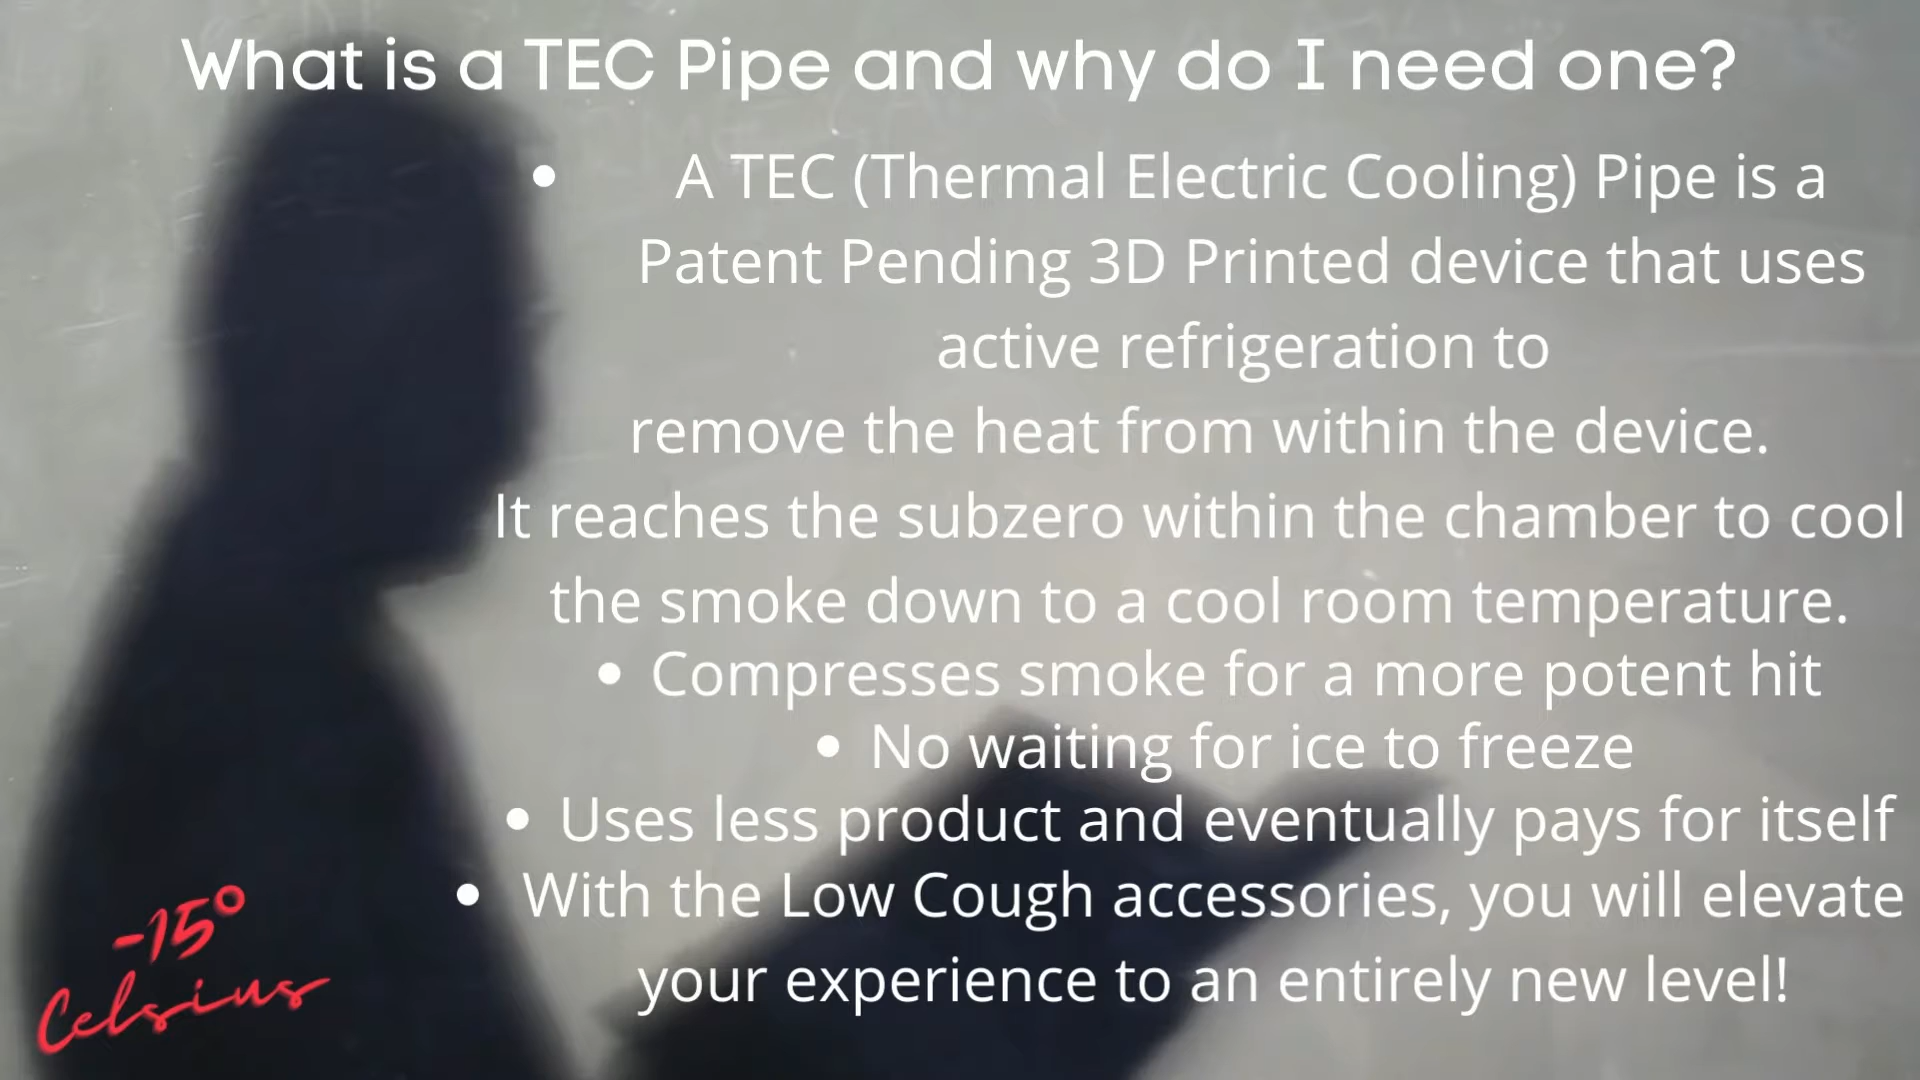 What is a TEC Pipe and why do I need one?
• A TEC (Thermal Electric Cooling) Pipe is a
Patent Pending 3D Printed device that uses
active refrigeration to
remove the heat from within the device.
It reaches the subzero within the chamber to cool
the smoke down to a cool room temperature.
• Compresses smoke for a more potent hit
• No waiting for ice to freeze
• Uses less product and eventually pays for itself
• With the Low Cough accessories, you will elevate
your experience to an entirely new level!
-15°
Celsius